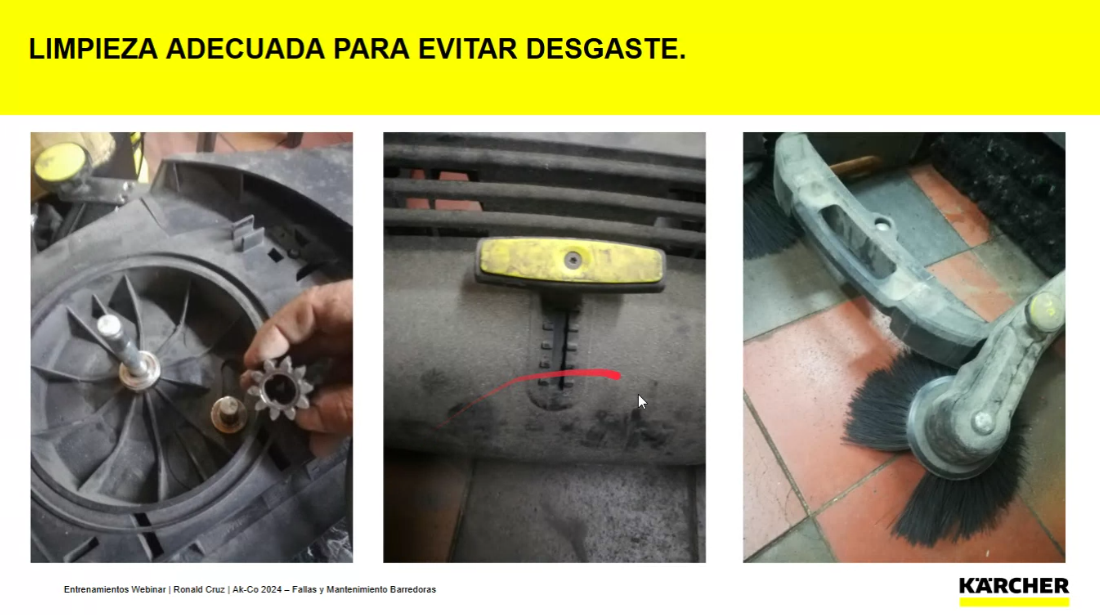 LIMPIEZA ADECUADA PARA EVITAR DESGASTE.
Entrenamientos Webinar | Ronald Cruz | Ak-Co 2024 – Fallas y Mantenimiento Barredoras
KÄRCHER